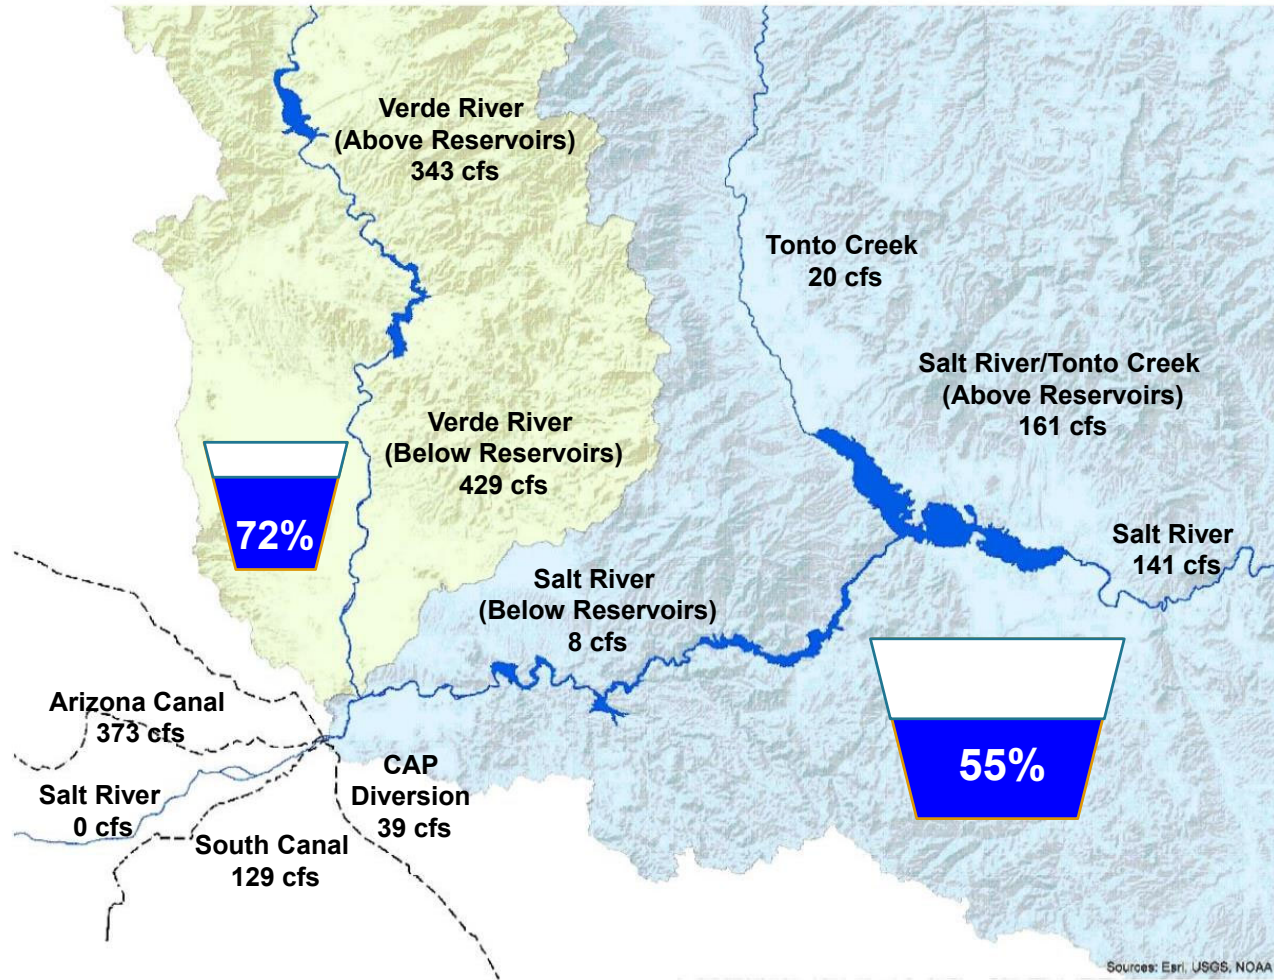 Verde River
(Above Reservoirs)
343 cfs
Tonto Creek
20 cfs
Salt River/Tonto Creek
(Above Reservoirs)
161 cfs
Verde River
(Below Reservoirs)
429 cfs
72%
Salt River
141 cfs
Salt River
(Below Reservoirs)
8 cfs
Arizona Canal
373 cfs
55%
CAP
Diversion
39 cfs
Salt River
0 cfs
South Canal
129 cfs
Sources: Esri, USGS, NOAA